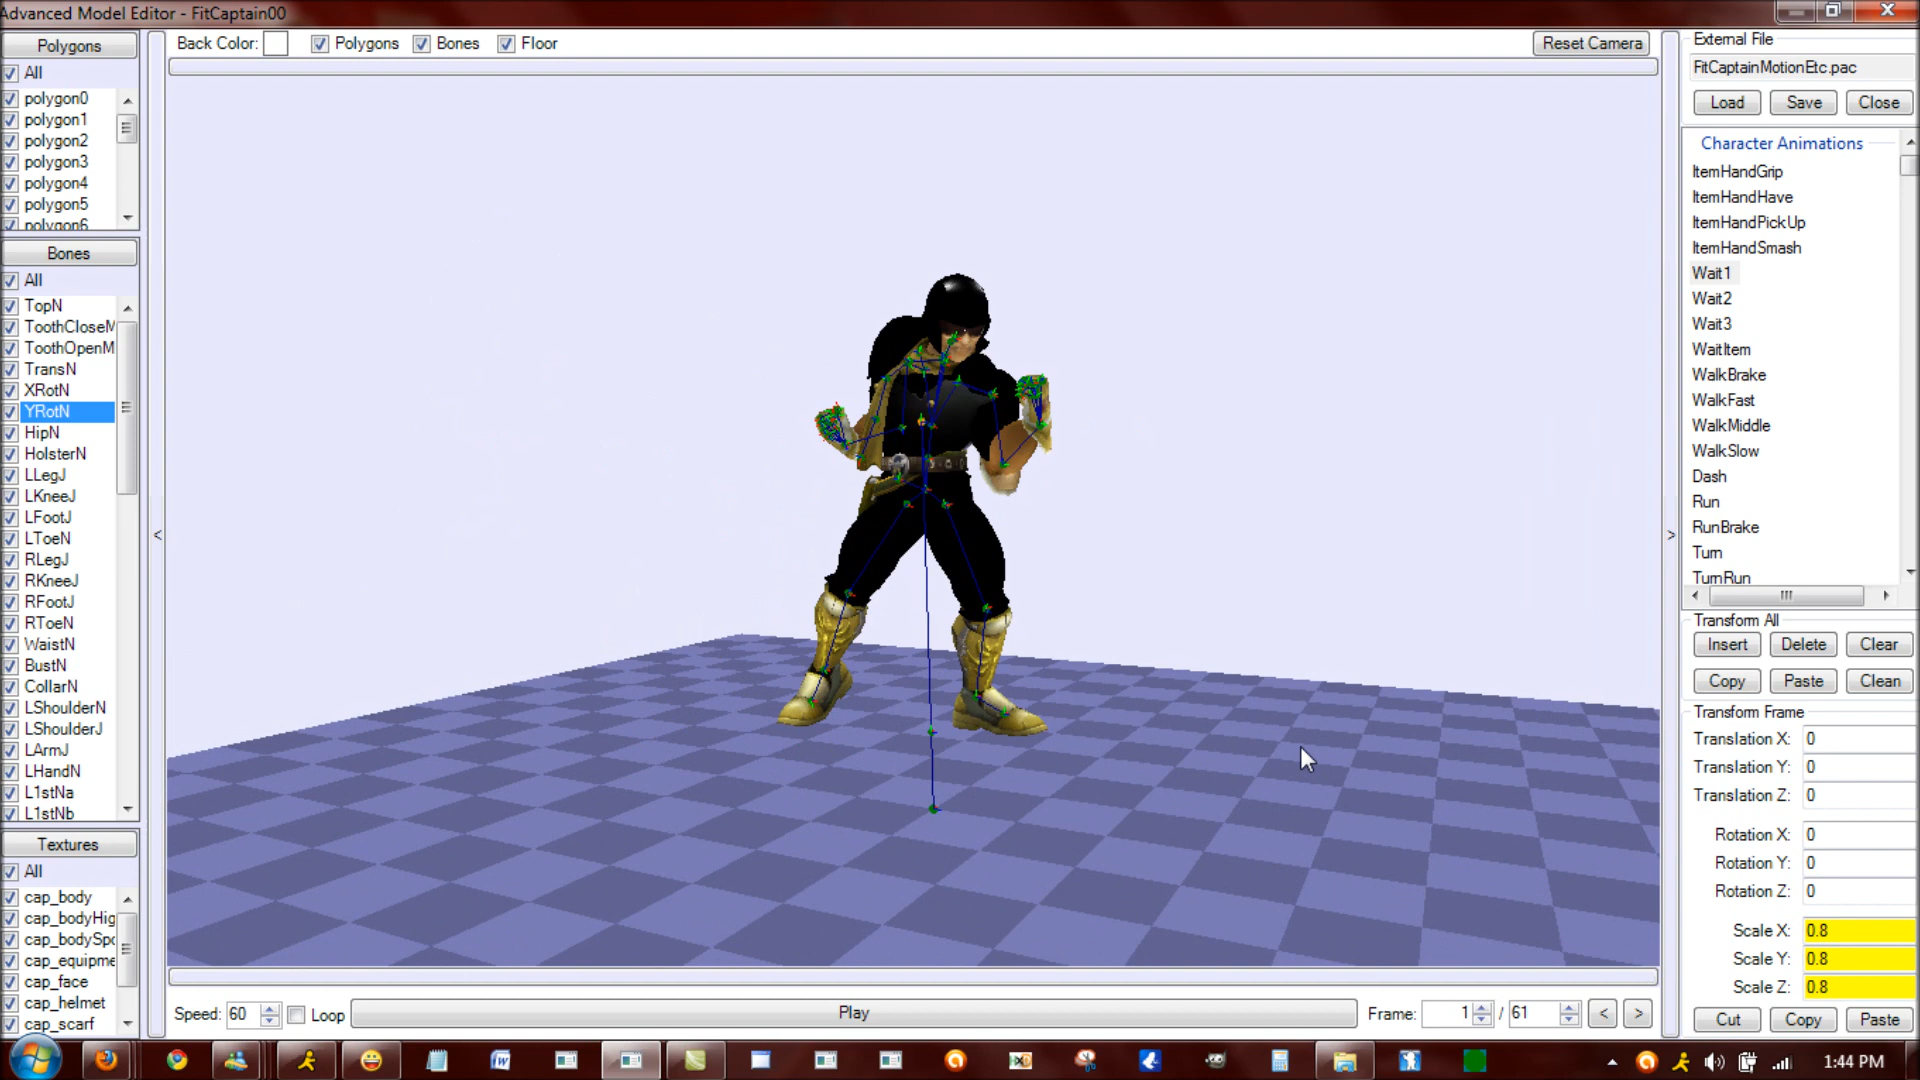 Advanced Model Editor - FitCaptain00
Polygons
All
polygon0
polygon1
polygon2
polygon3
polygon4
polygon5
polygon6
Bones
All
TopN
ToothCloseM
ToothOpenM
TransN
XRotN
YRotN
HipN
HolsterN
LLegJ
LKneeJ
LFootJ
LToeN
RLegJ
RKneeJ
RFootJ
RToeN
WaistN
BustN
CollarN
LShoulderN
LShoulderJ
LArmJ
LHandN
L1stNa
L1stNb
Textures
All
cap_body
cap_bodyHig
cap_bodySpo
cap_equipme
cap_face
cap_helmet
cap_scarf
Back Color:
Polygons
Bones
Floor
Reset Camera
<
>
Speed: 60
Loop
Play
Frame: 1 / 61
<
>
External File
FitCaptainMotionEtc.pac
Load
Save
Close
Character Animations
ItemHandGrip
ItemHandHave
ItemHandPickUp
ItemHandSmash
Wait1
Wait2
Wait3
WaitItem
WalkBrake
WalkFast
WalkMiddle
WalkSlow
Dash
Run
RunBrake
Turn
TurnRun
Transform All
Insert
Delete
Clear
Copy
Paste
Clean
Transform Frame
Translation X: 0
Translation Y: 0
Translation Z: 0
Rotation X: 0
Rotation Y: 0
Rotation Z: 0
Scale X: 0.8
Scale Y: 0.8
Scale Z: 0.8
Cut
Copy
Paste
1:44 PM